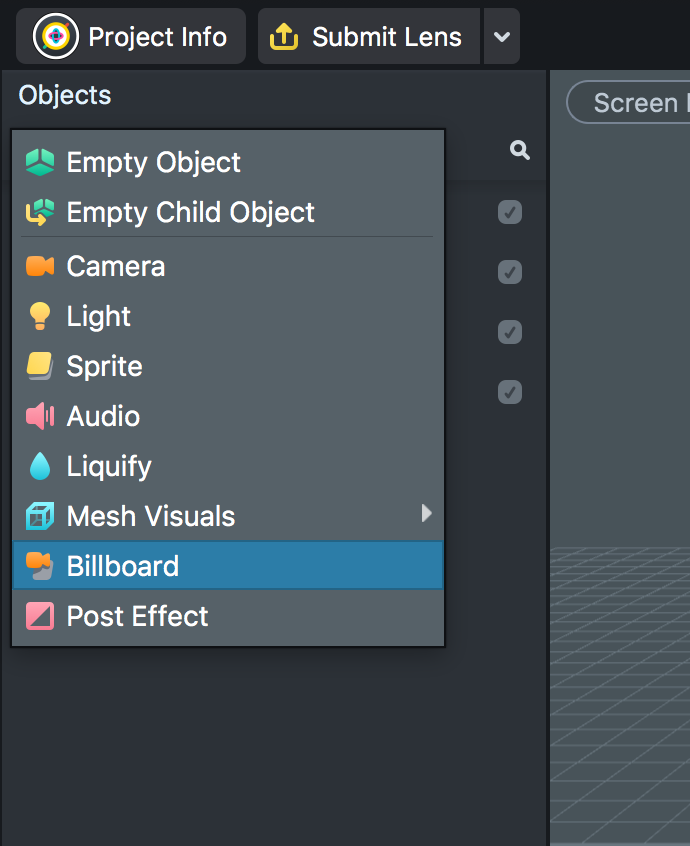 Project Info
Submit Lens
Objects
Screen
Empty Object
Empty Child Object
Camera
Light
Sprite
Audio
Liquify
Mesh Visuals
Billboard
Post Effect